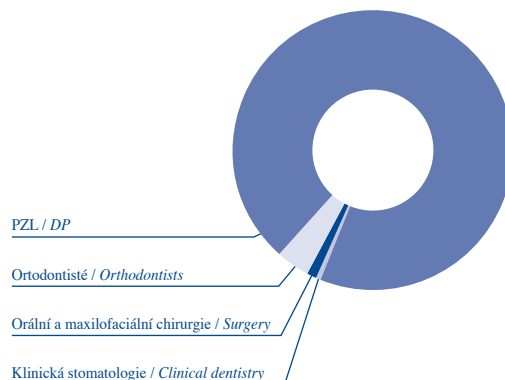 PZL / DP
Ortodontisté / Orthodontists
Orální a maxilofaciální chirurgie / Surgery
Klinická stomatologie / Clinical dentistry